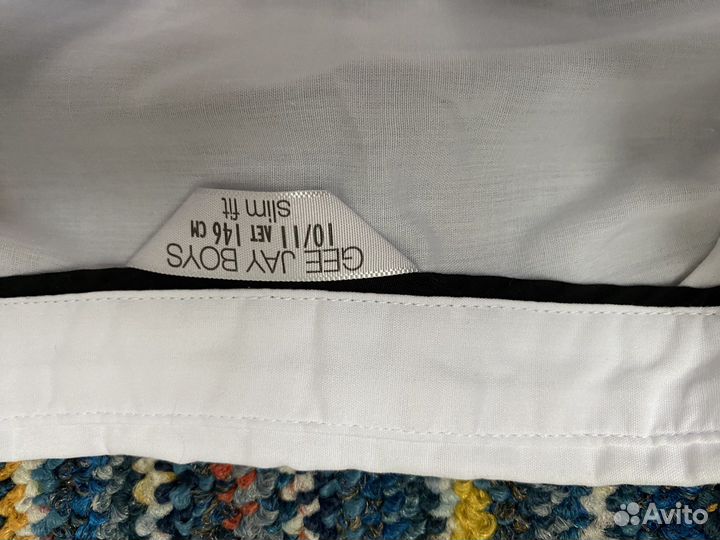 GEE JAY BOYS
10/11 ЛЕТ 146 CM
slim fit
Avito